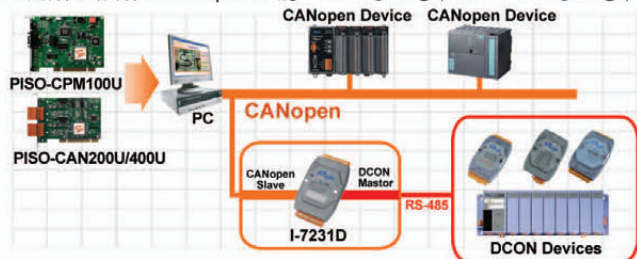 CANopen Device
CANopen Device
PISO-CPM100U
PC
CANopen
PISO-CAN200U/400U
CANopen
Slave
DCON
Mastor
RS-485
I-7231D
DCON Devices